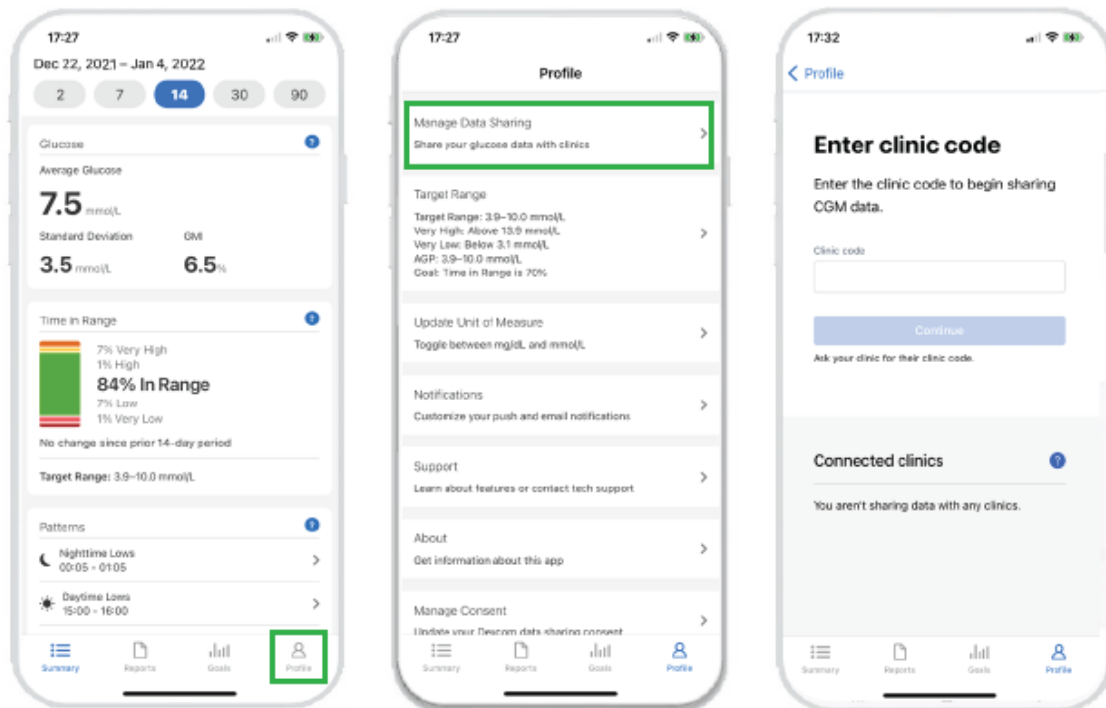 17:27
Dec 22, 2021 – Jan 4, 2022
2 7 14 30 90
Glucose ?
Average Glucose
7.5 mmol/L
Standard Deviation GMI
3.5 mmol/L 6.5%
Time in Range ?
7% Very High
1% High
84% In Range
7% Low
1% Very Low
No change since prior 14-day period
Target Range: 3.9–10.0 mmol/L
Patterns ?
Nighttime Lows
00:05 - 01:05
Daytime Lows
15:00 - 16:00
Summary Reports Goals Profile
17:27
Profile
Manage Data Sharing
Share your glucose data with clinics
Target Range
Target Range: 3.9–10.0 mmol/L
Very High: Above 13.9 mmol/L
Very Low: Below 3.1 mmol/L
AGP: 3.9–10.0 mmol/L
Goal: Time in Range is 70%
Update Unit of Measure
Toggle between mg/dL and mmol/L
Notifications
Customize your push and email notifications
Support
Learn about features or contact tech support
About
Get information about this app
Manage Consent
Update your Dexcom data sharing consent
Summary Reports Goals Profile
17:32
Profile
Enter clinic code
Enter the clinic code to begin sharing
CGM data.
Clinic code
Continue
Ask your clinic for their clinic code.
Connected clinics ?
You aren't sharing data with any clinics.
Summary Reports Goals Profile